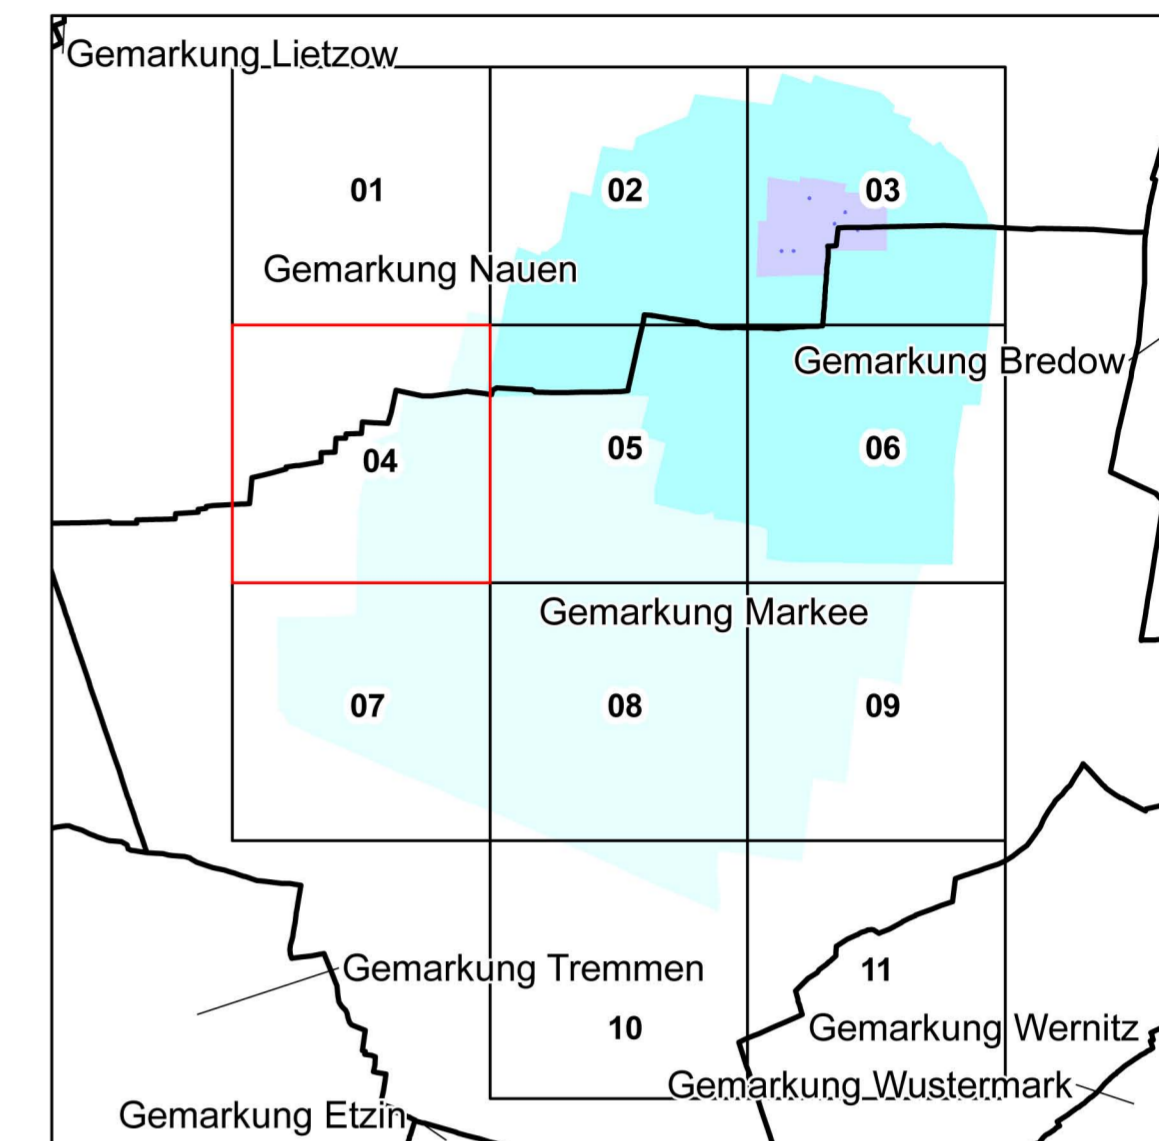 Gemarkung Lietzow
01
02
03
Gemarkung Nauen
Gemarkung Bredow
04
05
06
Gemarkung Markee
07
08
09
Gemarkung Tremmen
11
10
Gemarkung Wernitz
Gemarkung Wustermark
Gemarkung Etzin